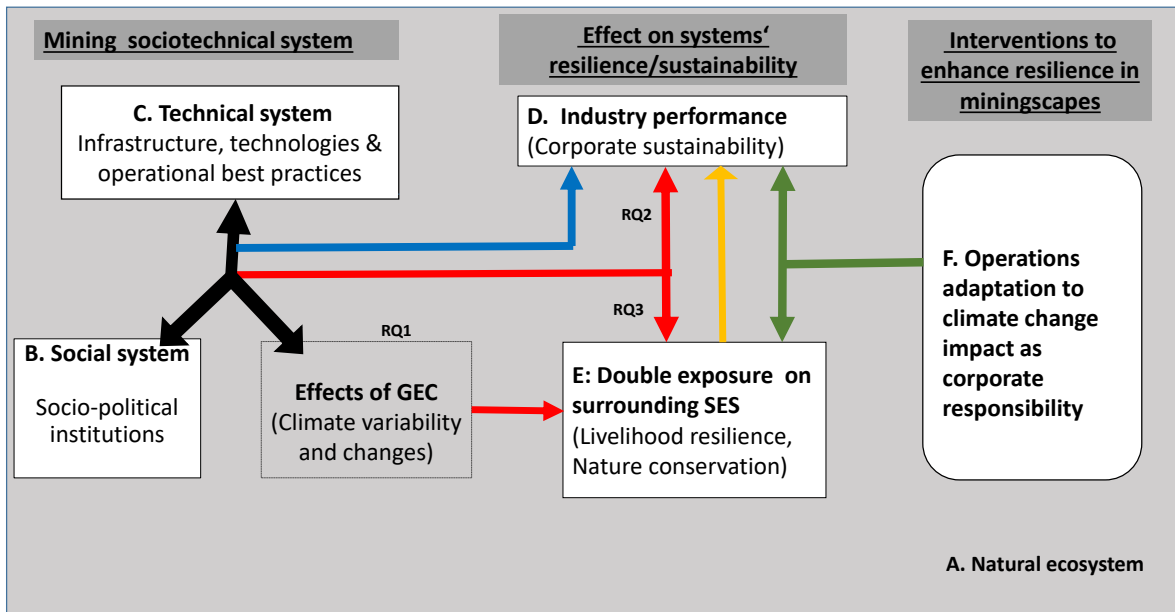 Mining sociotechnical system
C. Technical system
Infrastructure, technologies &
operational best practices
B. Social system
Socio-political
institutions
RQ1
Effects of GEC
(Climate variability
and changes)
Effect on systems‘
resilience/sustainability
D. Industry performance
(Corporate sustainability)
RQ2
RQ3
E: Double exposure on
surrounding SES
(Livelihood resilience,
Nature conservation)
Interventions to
enhance resilience in
miningscapes
F. Operations
adaptation to
climate change
impact as
corporate
responsibility
A. Natural ecosystem